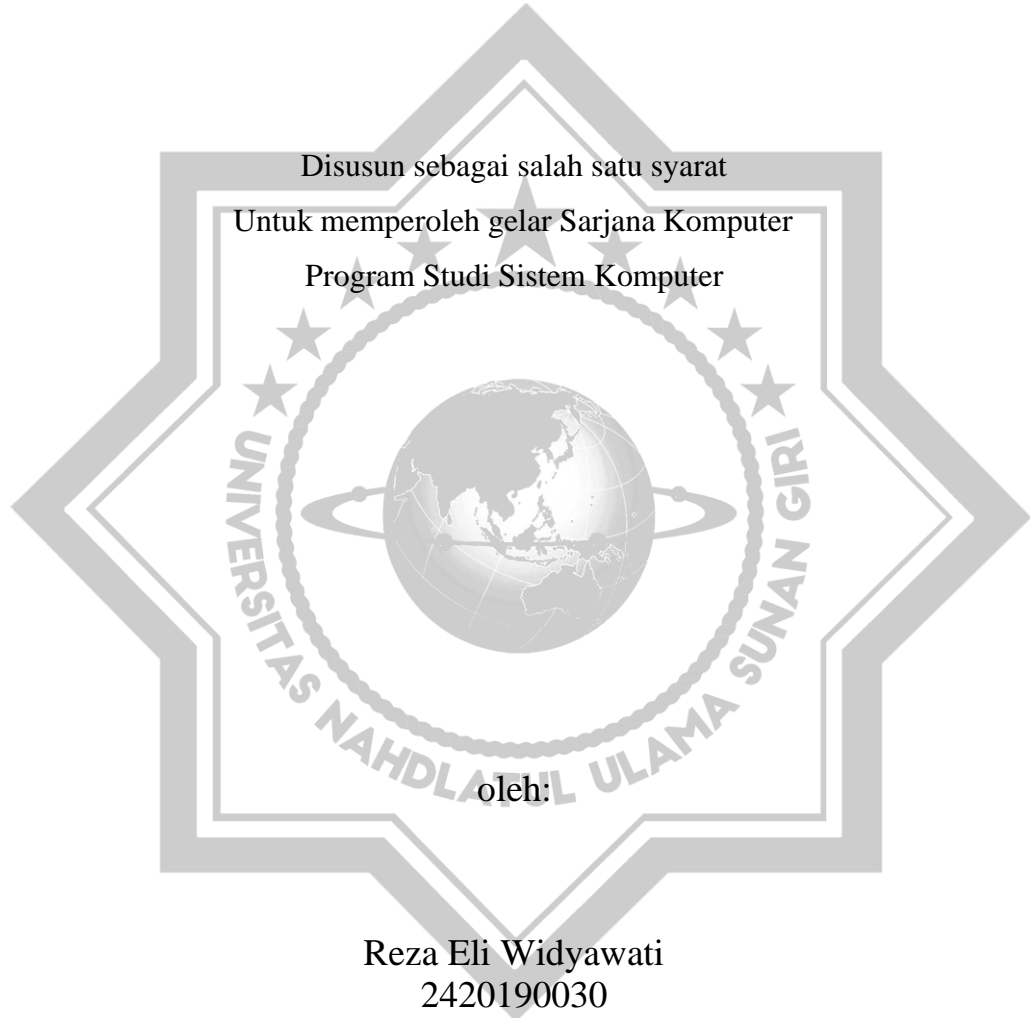 Disusun sebagai salah satu syarat
Untuk memperoleh gelar Sarjana Komputer
Program Studi Sistem Komputer
UNIVERSITAS NAHDLATUL ULAMA SUNAN GIRI
oleh:
Reza Eli Widyawati
2420190030